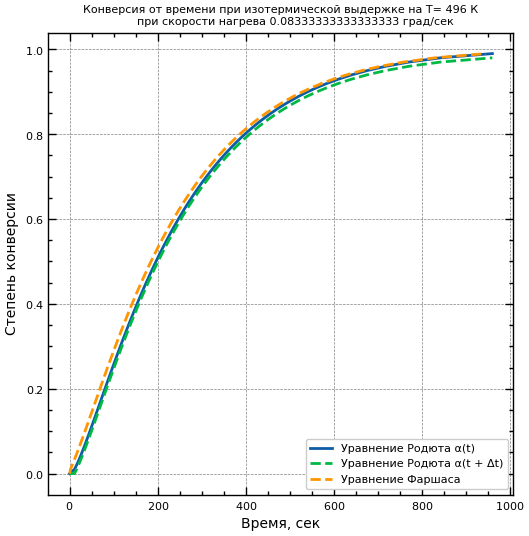 Конверсия от времени при изотермической выдержке на T= 496 К
при скорости нагрева 0.08333333333333333 град/сек
1.0
0.8
0.6
0.4
0.2
0.0
Степень конверсии
Уравнение Родюта α(t)
Уравнение Родюта α(t + Δt)
Уравнение Фаршаса
0 200 400 600 800 1000
Время, сек